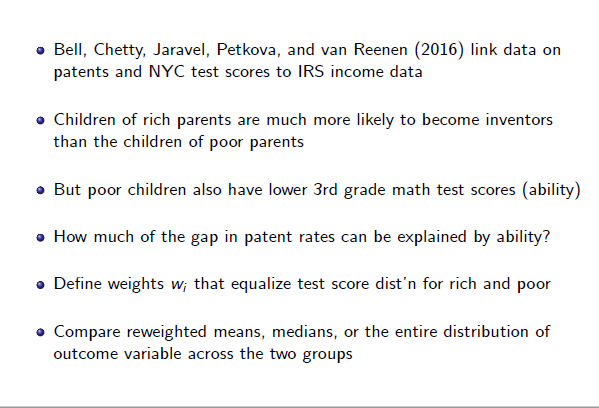 Bell, Chetty, Jaravel, Petkova, and van Reenen (2016) link data on
patents and NYC test scores to IRS income data
Children of rich parents are much more likely to become inventors
than the children of poor parents
But poor children also have lower 3rd grade math test scores (ability)
How much of the gap in patent rates can be explained by ability?
Define weights wᵢ that equalize test score dist'n for rich and poor
Compare reweighted means, medians, or the entire distribution of
outcome variable across the two groups